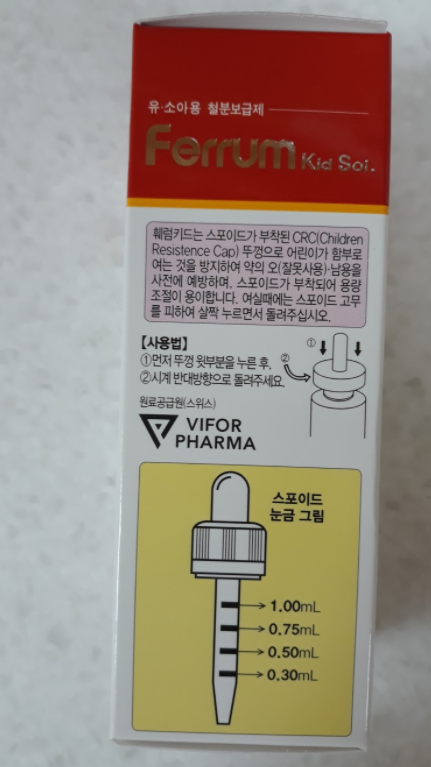 유·소아용 철분보급제
Ferrum Kid Sol.
훼럼키드는 스포이드가 부착된 CRC(Children
Resistence Cap) 뚜껑으로 어린이가 함부로
여는 것을 방지하여 약의 오(잘못사용)·남용을
사전에 예방하며, 스포이드가 부착되어 용량
조절이 용이합니다. 여실때에는 스포이드 고무
를 피하여 살짝 누르면서 돌려주십시오.
【사용법】
①먼저 뚜껑 윗부분을 누른 후,
②시계 반대방향으로 돌려주세요.
①
②
원료공급원(스위스)
VIFOR
PHARMA
스포이드
눈금 그림
1.00mL
0.75mL
0.50mL
0.30mL